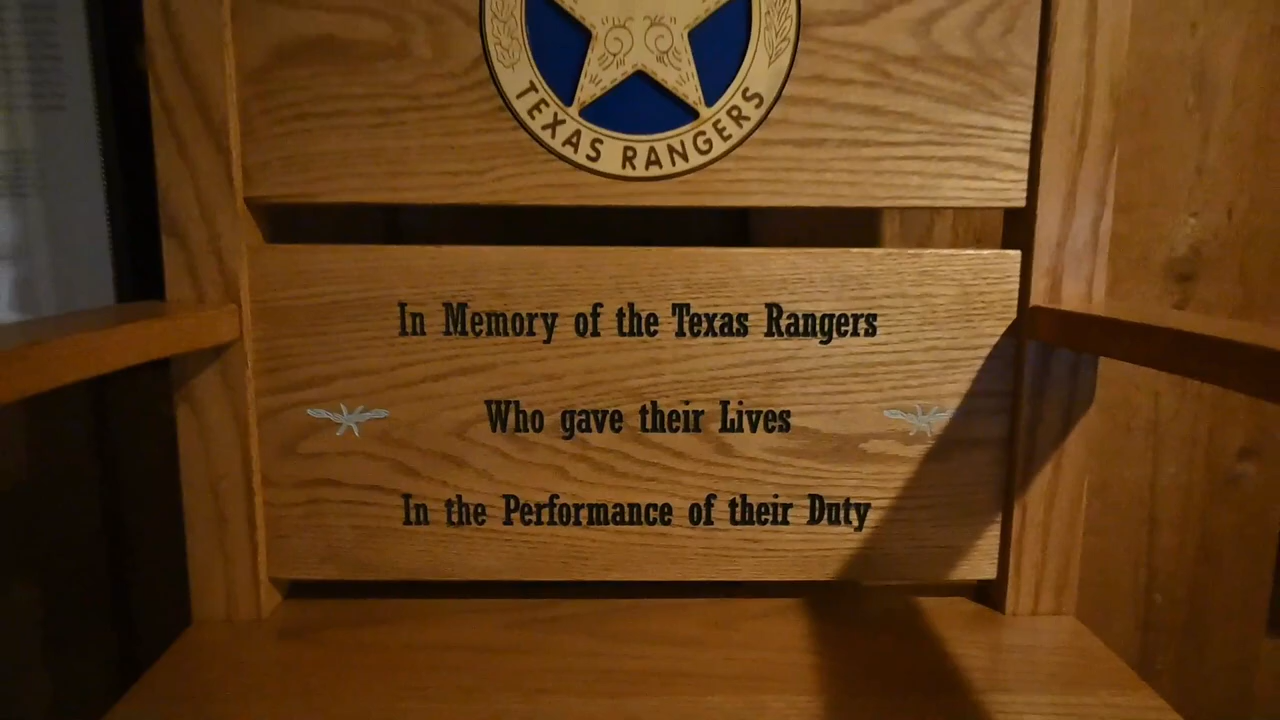 TEXAS RANGERS
In Memory of the Texas Rangers
Who gave their Lives
In the Performance of their Duty